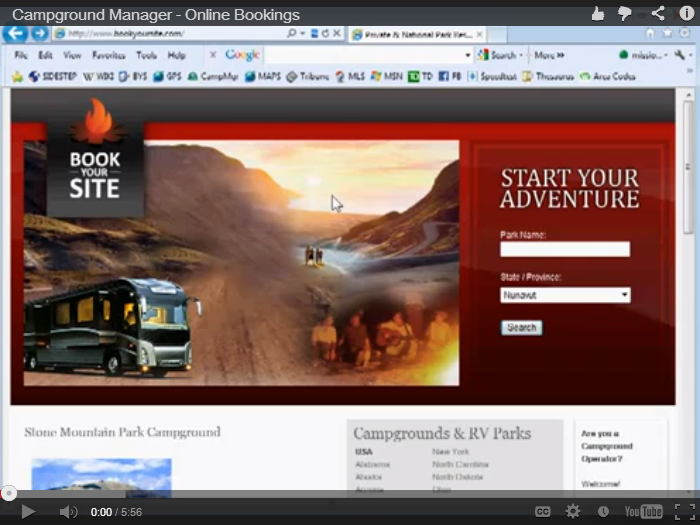 Campground Manager - Online Bookings
http://www.bookyoursite.com/
Private & National Park Res...
File Edit View Favorites Tools Help
Google
Search
More »
missio...
SIDESTEP W WIKI BYS GPS CampMgr MAPS Tribune MLS MSN TD FB Speedtest Thesaurus Area Codes
BOOK
YOUR
SITE
START YOUR
ADVENTURE
Park Name:
State / Province:
Nunavut
Search
Stone Mountain Park Campground
Campgrounds & RV Parks
USA New York
Alabama North Carolina
Alaska North Dakota
Arizona Ohio
Are you a
Campground
Operator?
Welcome!
0:00 / 5:56
CC
YouTube